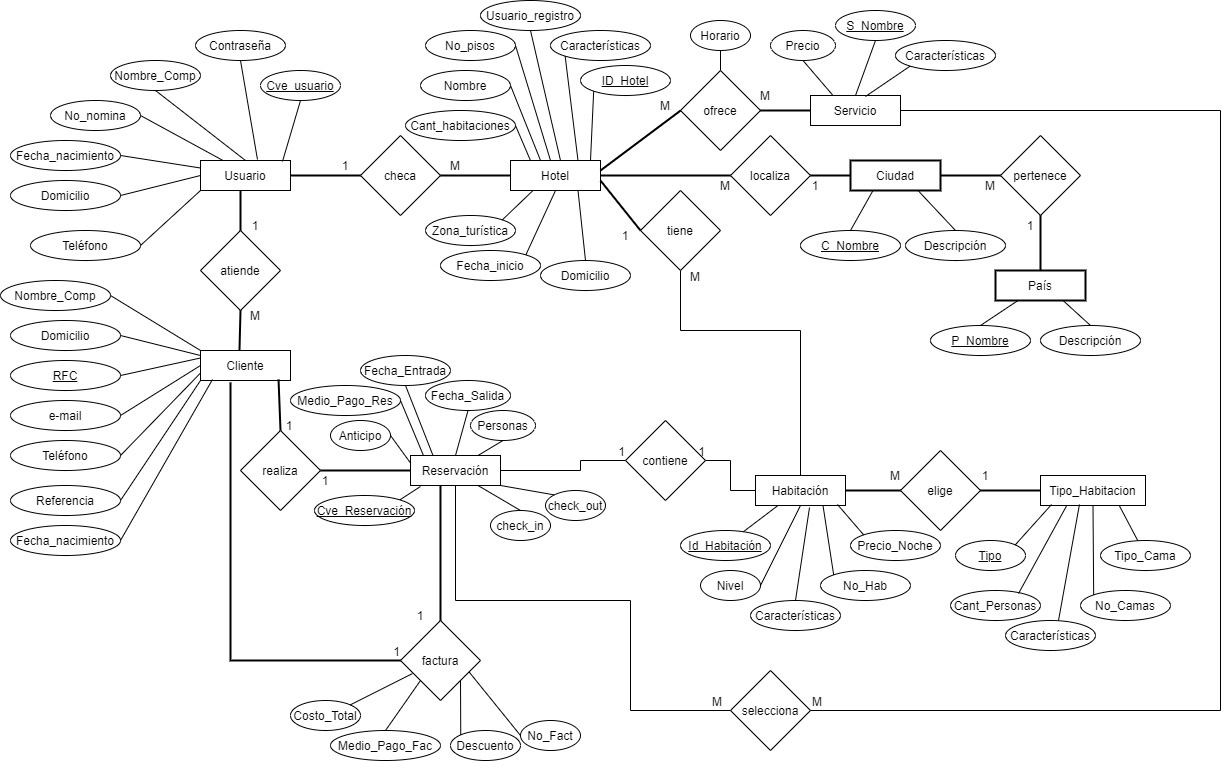 Usuario_registro
Contraseña
No_pisos
Características
Horario
Precio
S_Nombre
Características
Nombre_Comp
Cve_usuario
Nombre
ID_Hotel
No_nomina
Cant_habitaciones
M
ofrece
M
Servicio
Fecha_nacimiento
Usuario
1
checa
M
Hotel
M
localiza
1
Ciudad
M
pertenece
Domicilio
Teléfono
1
Zona_turística
1
tiene
C_Nombre
Descripción
1
atiende
Fecha_inicio
Domicilio
M
País
Nombre_Comp
M
Domicilio
P_Nombre
Descripción
Cliente
RFC
Fecha_Entrada
e-mail
Medio_Pago_Res
Fecha_Salida
1
Anticipo
Personas
Teléfono
realiza
1
Reservación
1
contiene
1
Habitación
M
elige
1
Tipo_Habitacion
Referencia
Cve_Reservación
check_in
check_out
Fecha_nacimiento
Id_Habitación
Precio_Noche
Tipo
Tipo_Cama
Nivel
No_Hab
Características
Cant_Personas
No_Camas
Características
1
1
factura
Costo_Total
Medio_Pago_Fac
Descuento
No_Fact
M
selecciona
M